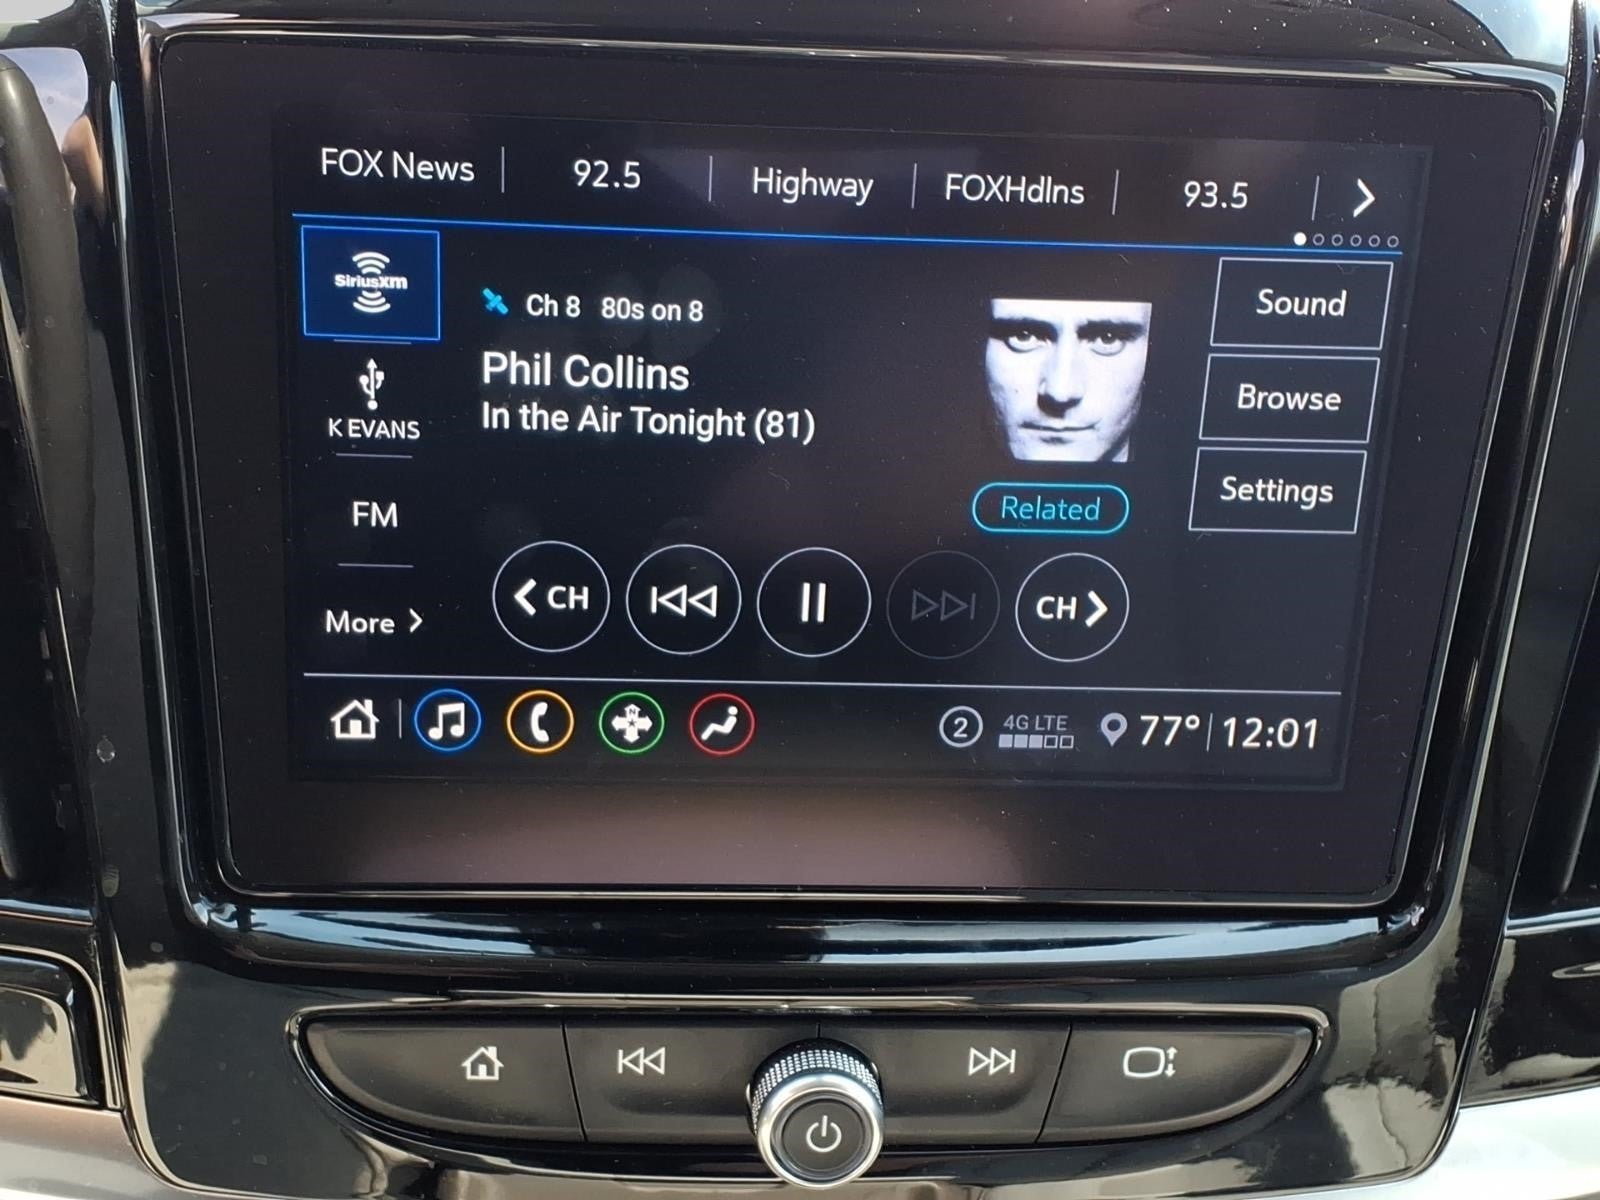 FOX News
92.5
Highway
FOXHdlns
93.5
SiriusXM
Ch 8 80s on 8
Phil Collins
In the Air Tonight (81)
Sound
Browse
Settings
K EVANS
FM
More
Related
CH
CH
N
2
4G LTE
77° 12:01